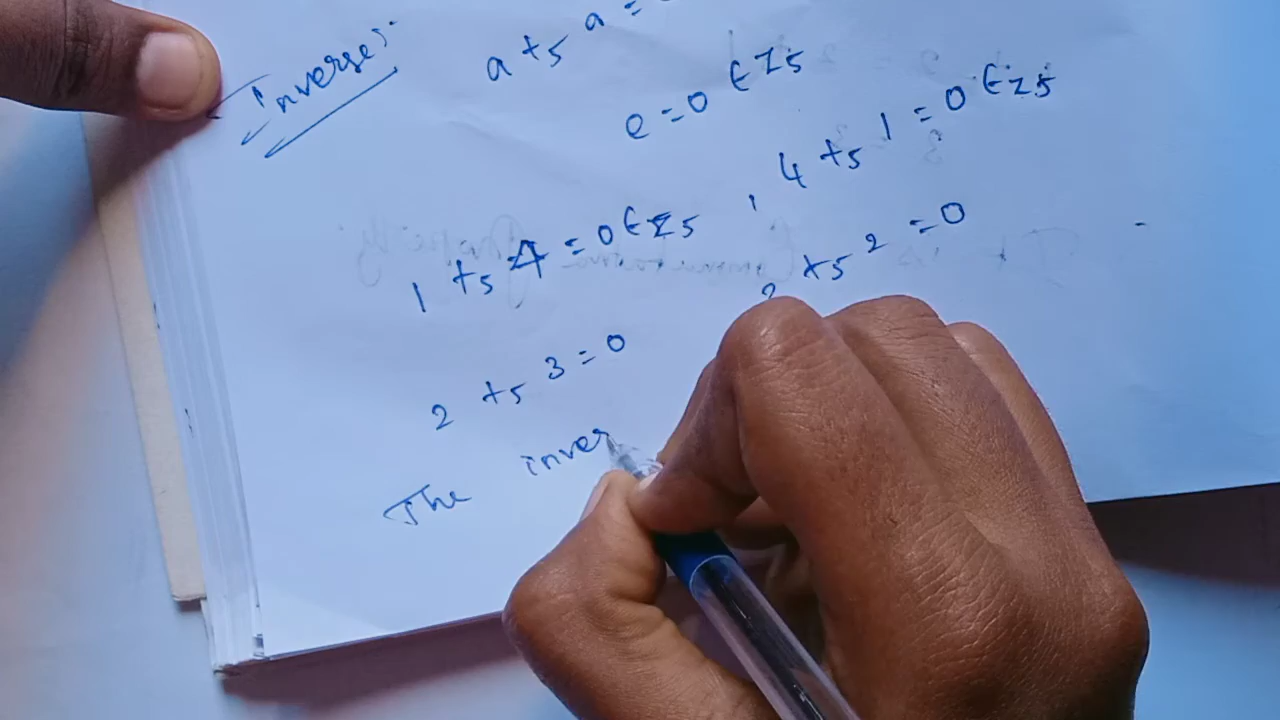 Inverse:-
a +5 a =
e = 0 ∈ Z5
1 +5 4 = 0 ∈ Z5 , 4 +5 1 = 0 ∈ Z5
2 +5 3 = 0 +5 2 = 0
The inver